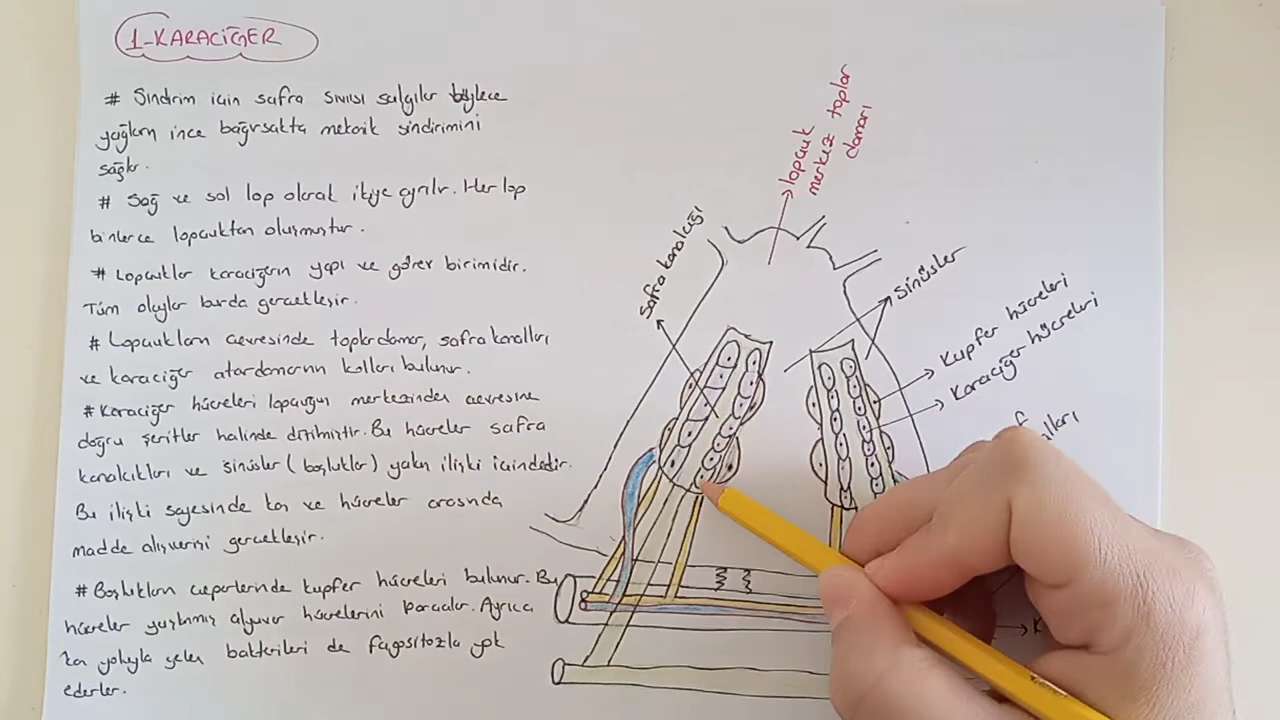 1-KARACİĞER
# Sindirim için safra sıvısı salgılar böylece
yağların ince bağırsakta mekanik sindirimini
sağlar.
# Sağ ve sol lop olarak ikiye ayrılır. Her lop
binlerce lopçuktan oluşmuştur.
# Lopçuklar karaciğerin yapı ve görev birimidir.
Tüm olaylar burda gerçekleşir.
# Lopçukların çevresinde toplardamar, safra kanalları
ve karaciğer atardamarının kolları bulunur.
# Karaciğer hücreleri lopçuğun merkezinden çevresine
doğru şeritler halinde dizilmiştir. Bu hücreler safra
kanalcıkları ve sinüsler (boşluklar) yakın ilişki içindedir.
Bu ilişki sayesinde kan ve hücreler arasında
madde alışverişi gerçekleşir.
# Boşlukların çeperlerinde kupfer hücreleri bulunur. Bu
hücreler yaşlanmış alyuvar hücrelerini parçalar. Ayrıca
kan yoluyla gelen bakterileri de fagositozla yok
ederler.
lopçuk
merkez toplar
damarı
safra kanalcığı
Sinüsler
Kupfer hücreleri
Karaciğer hücreleri